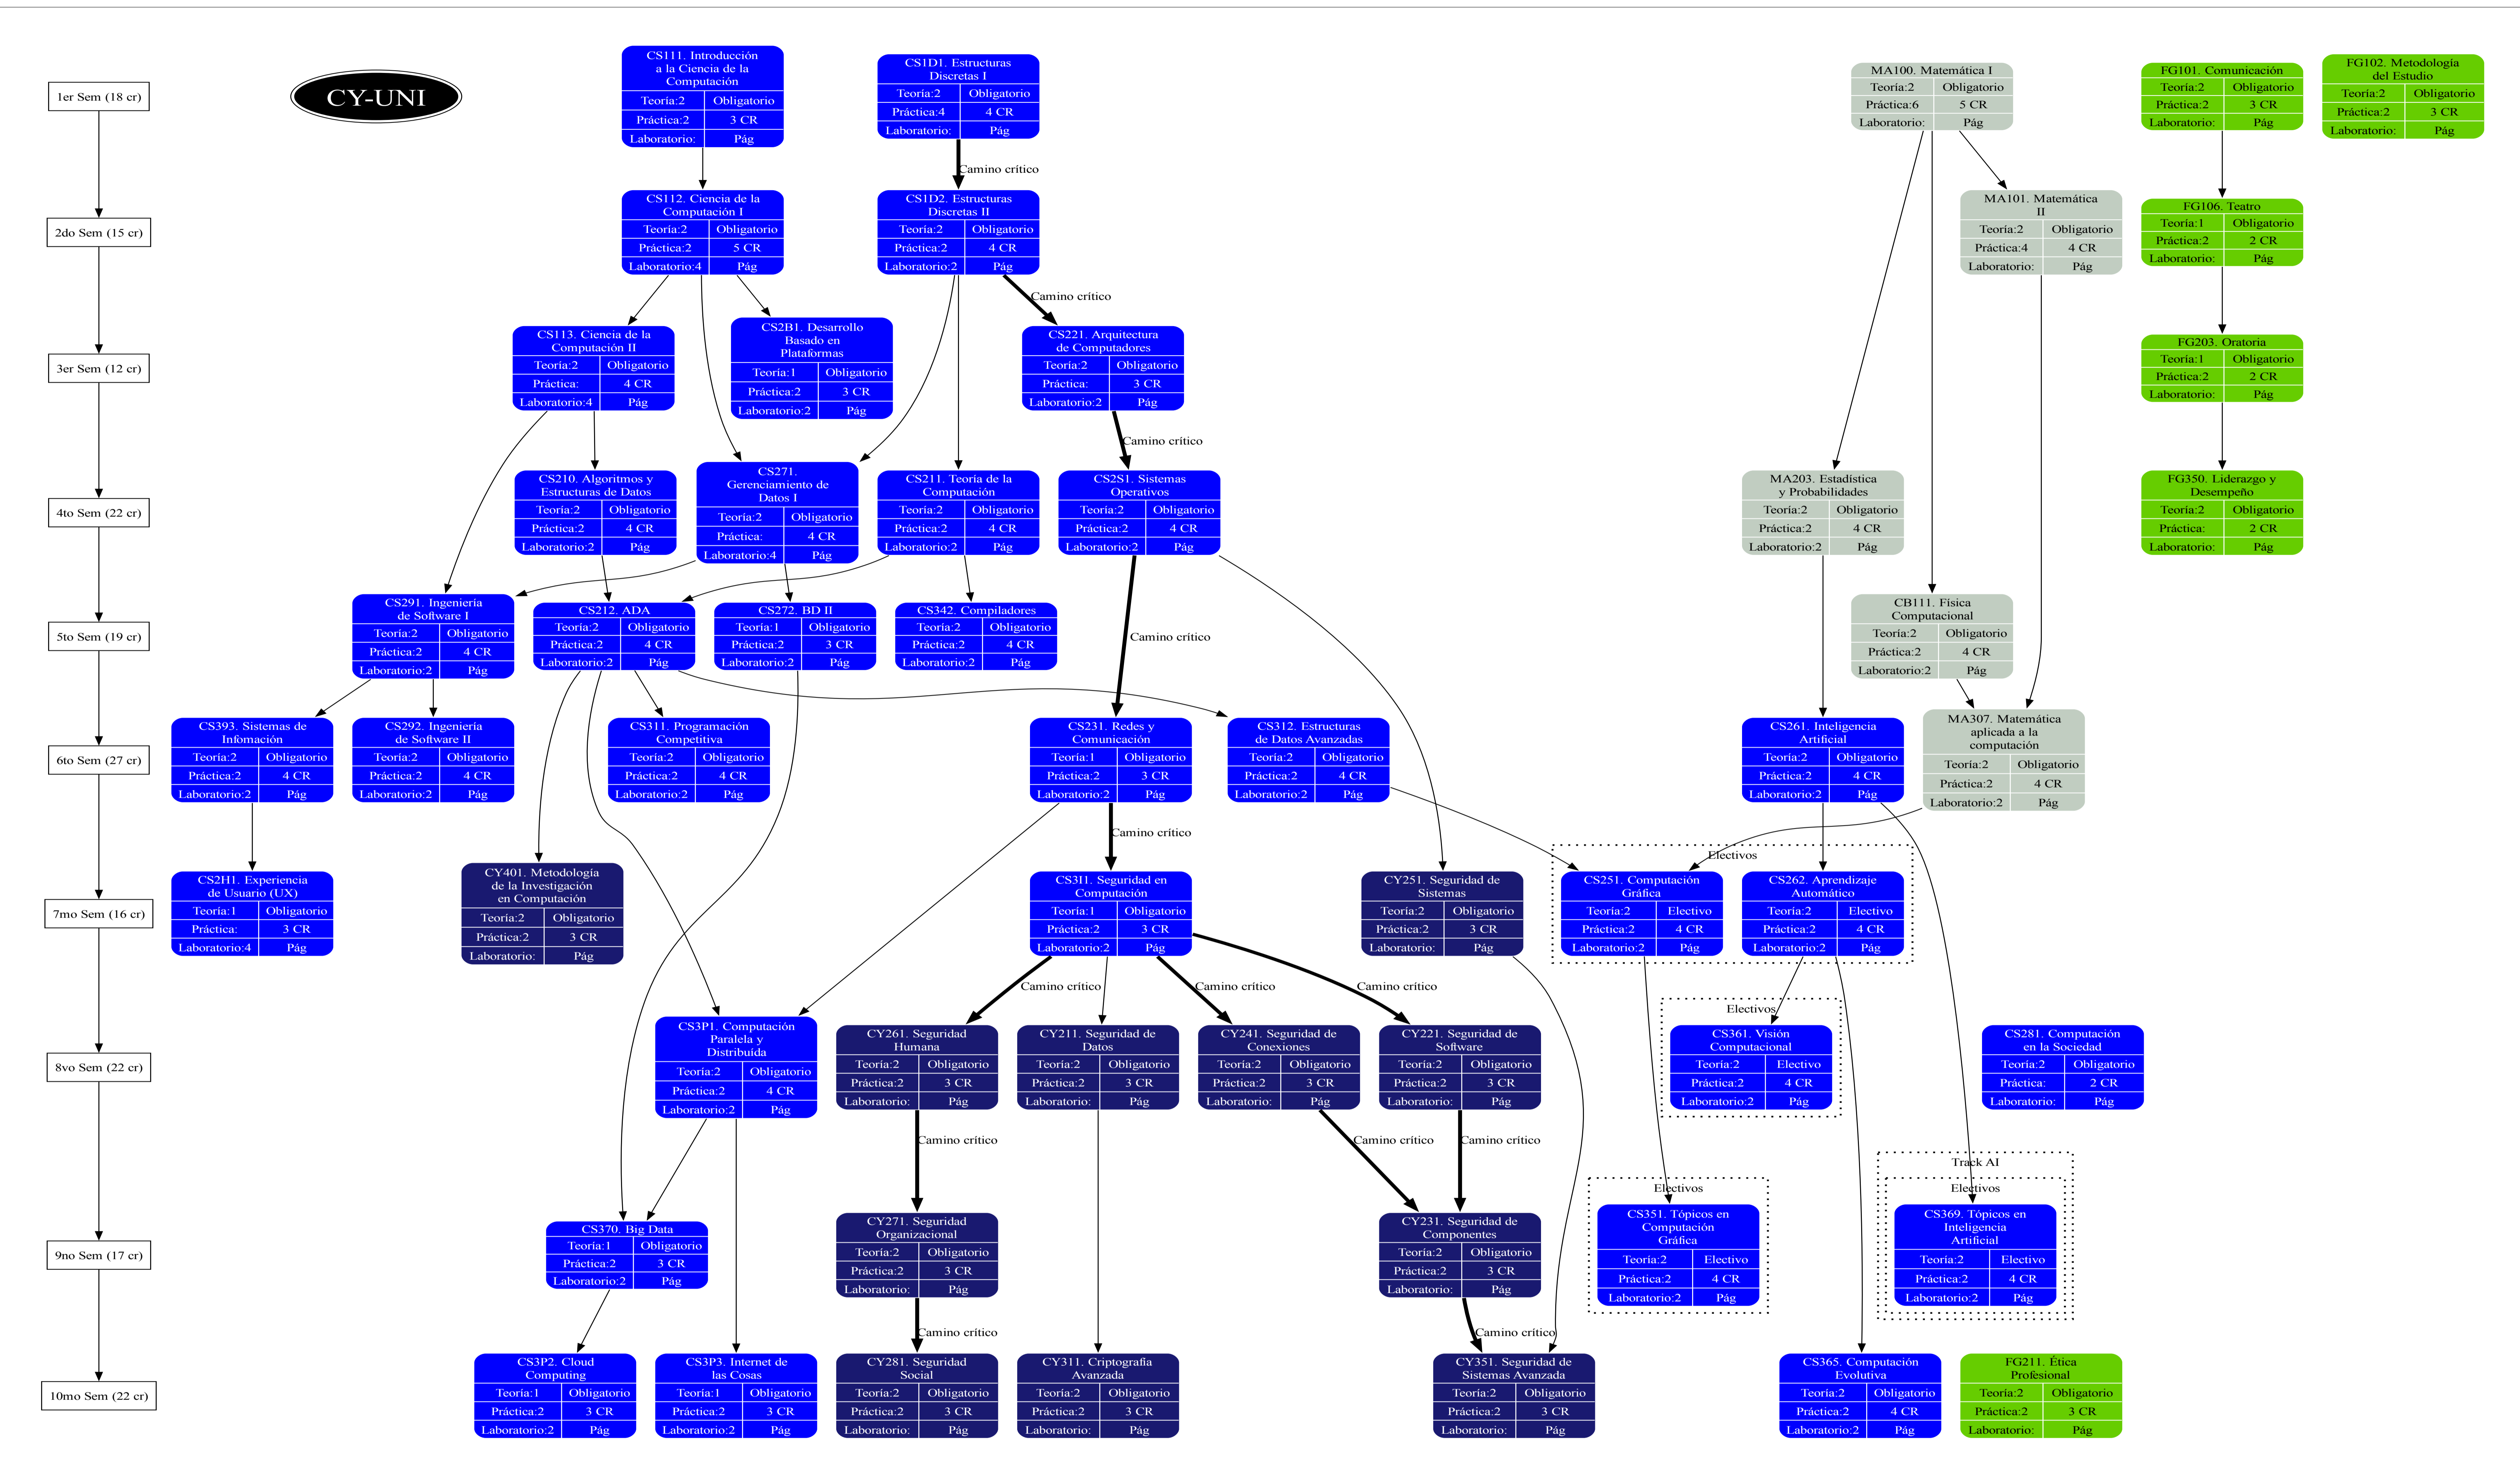 CY-UNI
1er Sem (18 cr)
CS111. Introducción
a la Ciencia de la
Computación
Teoría:2 Obligatorio
Práctica:2 3 CR
Laboratorio: Pág
CS1D1. Estructuras
Discretas I
Teoría:2 Obligatorio
Práctica:4 4 CR
Laboratorio: Pág
MA100. Matemática I
Teoría:2 Obligatorio
Práctica:6 5 CR
Laboratorio: Pág
FG101. Comunicación
Teoría:2 Obligatorio
Práctica:2 3 CR
Laboratorio: Pág
FG102. Metodología
del Estudio
Teoría:2 Obligatorio
Práctica:2 3 CR
Laboratorio: Pág
Camino crítico
2do Sem (15 cr)
CS112. Ciencia de la
Computación I
Teoría:2 Obligatorio
Práctica:2 5 CR
Laboratorio:4 Pág
CS1D2. Estructuras
Discretas II
Teoría:2 Obligatorio
Práctica:2 4 CR
Laboratorio:2 Pág
MA101. Matemática
II
Teoría:2 Obligatorio
Práctica:4 4 CR
Laboratorio: Pág
FG106. Teatro
Teoría:1 Obligatorio
Práctica:2 2 CR
Laboratorio: Pág
Camino crítico
3er Sem (12 cr)
CS113. Ciencia de la
Computación II
Teoría:2 Obligatorio
Práctica: 4 CR
Laboratorio:4 Pág
CS2B1. Desarrollo
Basado en
Plataformas
Teoría:1 Obligatorio
Práctica:2 3 CR
Laboratorio:2 Pág
CS221. Arquitectura
de Computadores
Teoría:2 Obligatorio
Práctica: 3 CR
Laboratorio:2 Pág
FG203. Oratoria
Teoría:1 Obligatorio
Práctica:2 2 CR
Laboratorio: Pág
Camino crítico
4to Sem (22 cr)
CS210. Algoritmos y
Estructuras de Datos
Teoría:2 Obligatorio
Práctica:2 4 CR
Laboratorio:2 Pág
CS271.
Gerenciamiento de
Datos I
Teoría:2 Obligatorio
Práctica: 4 CR
Laboratorio:4 Pág
CS211. Teoría de la
Computación
Teoría:2 Obligatorio
Práctica:2 4 CR
Laboratorio:2 Pág
CS2S1. Sistemas
Operativos
Teoría:2 Obligatorio
Práctica:2 4 CR
Laboratorio:2 Pág
MA203. Estadística
y Probabilidades
Teoría:2 Obligatorio
Práctica:2 4 CR
Laboratorio:2 Pág
FG350. Liderazgo y
Desempeño
Teoría:2 Obligatorio
Práctica: 2 CR
Laboratorio: Pág
5to Sem (19 cr)
CS291. Ingeniería
de Software I
Teoría:2 Obligatorio
Práctica:2 4 CR
Laboratorio:2 Pág
CS212. ADA
Teoría:2 Obligatorio
Práctica:2 4 CR
Laboratorio:2 Pág
CS272. BD II
Teoría:1 Obligatorio
Práctica:2 3 CR
Laboratorio:2 Pág
CS342. Compiladores
Teoría:2 Obligatorio
Práctica:2 4 CR
Laboratorio:2 Pág
Camino crítico
CB111. Física
Computacional
Teoría:2 Obligatorio
Práctica:2 4 CR
Laboratorio:2 Pág
6to Sem (27 cr)
CS393. Sistemas de
Infomación
Teoría:2 Obligatorio
Práctica:2 4 CR
Laboratorio:2 Pág
CS292. Ingeniería
de Software II
Teoría:2 Obligatorio
Práctica:2 4 CR
Laboratorio:2 Pág
CS311. Programación
Competitiva
Teoría:2 Obligatorio
Práctica:2 4 CR
Laboratorio:2 Pág
CS231. Redes y
Comunicación
Teoría:1 Obligatorio
Práctica:2 3 CR
Laboratorio:2 Pág
CS312. Estructuras
de Datos Avanzadas
Teoría:2 Obligatorio
Práctica:2 4 CR
Laboratorio:2 Pág
CS261. Inteligencia
Artificial
Teoría:2 Obligatorio
Práctica:2 4 CR
Laboratorio:2 Pág
MA307. Matemática
aplicada a la
computación
Teoría:2 Obligatorio
Práctica:2 4 CR
Laboratorio:2 Pág
Camino crítico
Electivos
7mo Sem (16 cr)
CS2H1. Experiencia
de Usuario (UX)
Teoría:1 Obligatorio
Práctica: 3 CR
Laboratorio:4 Pág
CY401. Metodología
de la Investigación
en Computación
Teoría:2 Obligatorio
Práctica:2 3 CR
Laboratorio: Pág
CS3I1. Seguridad en
Computación
Teoría:1 Obligatorio
Práctica:2 3 CR
Laboratorio:2 Pág
CY251. Seguridad de
Sistemas
Teoría:2 Obligatorio
Práctica:2 3 CR
Laboratorio: Pág
CS251. Computación
Gráfica
Teoría:2 Electivo
Práctica:2 4 CR
Laboratorio:2 Pág
CS262. Aprendizaje
Automático
Teoría:2 Electivo
Práctica:2 4 CR
Laboratorio:2 Pág
Camino crítico
Camino crítico
Camino crítico
Electivos
8vo Sem (22 cr)
CS3P1. Computación
Paralela y
Distribuída
Teoría:2 Obligatorio
Práctica:2 4 CR
Laboratorio:2 Pág
CY261. Seguridad
Humana
Teoría:2 Obligatorio
Práctica:2 3 CR
Laboratorio: Pág
CY211. Seguridad de
Datos
Teoría:2 Obligatorio
Práctica:2 3 CR
Laboratorio: Pág
CY241. Seguridad de
Conexiones
Teoría:2 Obligatorio
Práctica:2 3 CR
Laboratorio: Pág
CY221. Seguridad de
Software
Teoría:2 Obligatorio
Práctica:2 3 CR
Laboratorio: Pág
CS361. Visión
Computacional
Teoría:2 Electivo
Práctica:2 4 CR
Laboratorio:2 Pág
CS281. Computación
en la Sociedad
Teoría:2 Obligatorio
Práctica: 2 CR
Laboratorio: Pág
Camino crítico
Camino crítico
Camino crítico
Track AI
Electivos
Electivos
9no Sem (17 cr)
CS370. Big Data
Teoría:1 Obligatorio
Práctica:2 3 CR
Laboratorio:2 Pág
CY271. Seguridad
Organizacional
Teoría:2 Obligatorio
Práctica:2 3 CR
Laboratorio: Pág
CY231. Seguridad de
Componentes
Teoría:2 Obligatorio
Práctica:2 3 CR
Laboratorio: Pág
CS351. Tópicos en
Computación
Gráfica
Teoría:2 Electivo
Práctica:2 4 CR
Laboratorio:2 Pág
CS369. Tópicos en
Inteligencia
Artificial
Teoría:2 Electivo
Práctica:2 4 CR
Laboratorio:2 Pág
Camino crítico
Camino crítico
10mo Sem (22 cr)
CS3P2. Cloud
Computing
Teoría:1 Obligatorio
Práctica:2 3 CR
Laboratorio:2 Pág
CS3P3. Internet de
las Cosas
Teoría:1 Obligatorio
Práctica:2 3 CR
Laboratorio:2 Pág
CY281. Seguridad
Social
Teoría:2 Obligatorio
Práctica:2 3 CR
Laboratorio: Pág
CY311. Criptografía
Avanzada
Teoría:2 Obligatorio
Práctica:2 3 CR
Laboratorio: Pág
CY351. Seguridad de
Sistemas Avanzada
Teoría:2 Obligatorio
Práctica:2 3 CR
Laboratorio: Pág
CS365. Computación
Evolutiva
Teoría:2 Obligatorio
Práctica:2 4 CR
Laboratorio:2 Pág
FG211. Ética
Profesional
Teoría:2 Obligatorio
Práctica:2 3 CR
Laboratorio: Pág